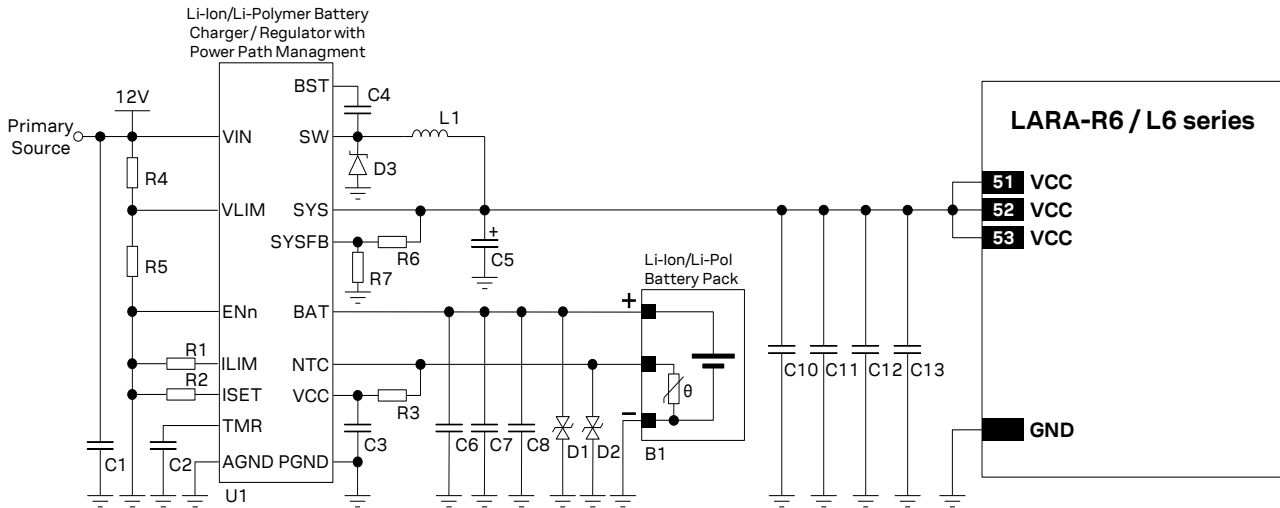 Li-Ion/Li-Polymer Battery
Charger / Regulator with
Power Path Managment
12V
Primary
Source
VIN
BST
C4
L1
SW
D3
R4
VLIM
SYS
SYSFB
R6
R7
C5
R5
ENn
BAT
R1
ILIM
NTC
R2
ISET
VCC
R3
TMR
C1
C2
AGND
PGND
C3
U1
C6
C7
C8
D1
D2
Li-Ion/Li-Pol
Battery Pack
+
+
θ
−
B1
C10
C11
C12
C13
LARA-R6 / L6 series
51 VCC
52 VCC
53 VCC
GND